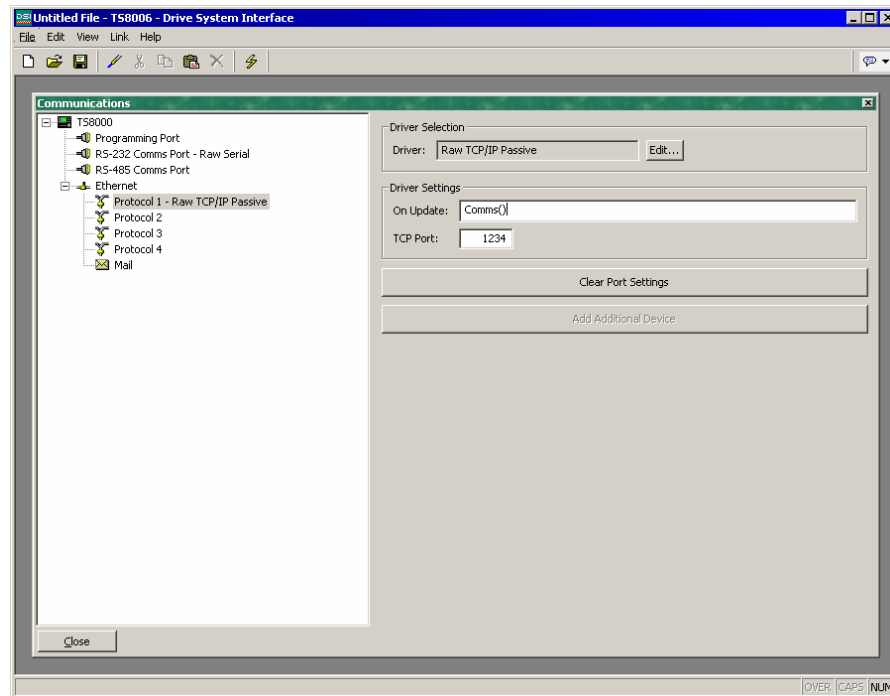 DSI Untitled File - TS8006 - Drive System Interface
File Edit View Link Help
Communications
TS8000
Programming Port
RS-232 Comms Port - Raw Serial
RS-485 Comms Port
Ethernet
Protocol 1 - Raw TCP/IP Passive
Protocol 2
Protocol 3
Protocol 4
Mail
Driver Selection
Driver: Raw TCP/IP Passive Edit...
Driver Settings
On Update: Comms()
TCP Port: 1234
Clear Port Settings
Add Additional Device
Close
OVER CAPS NUM